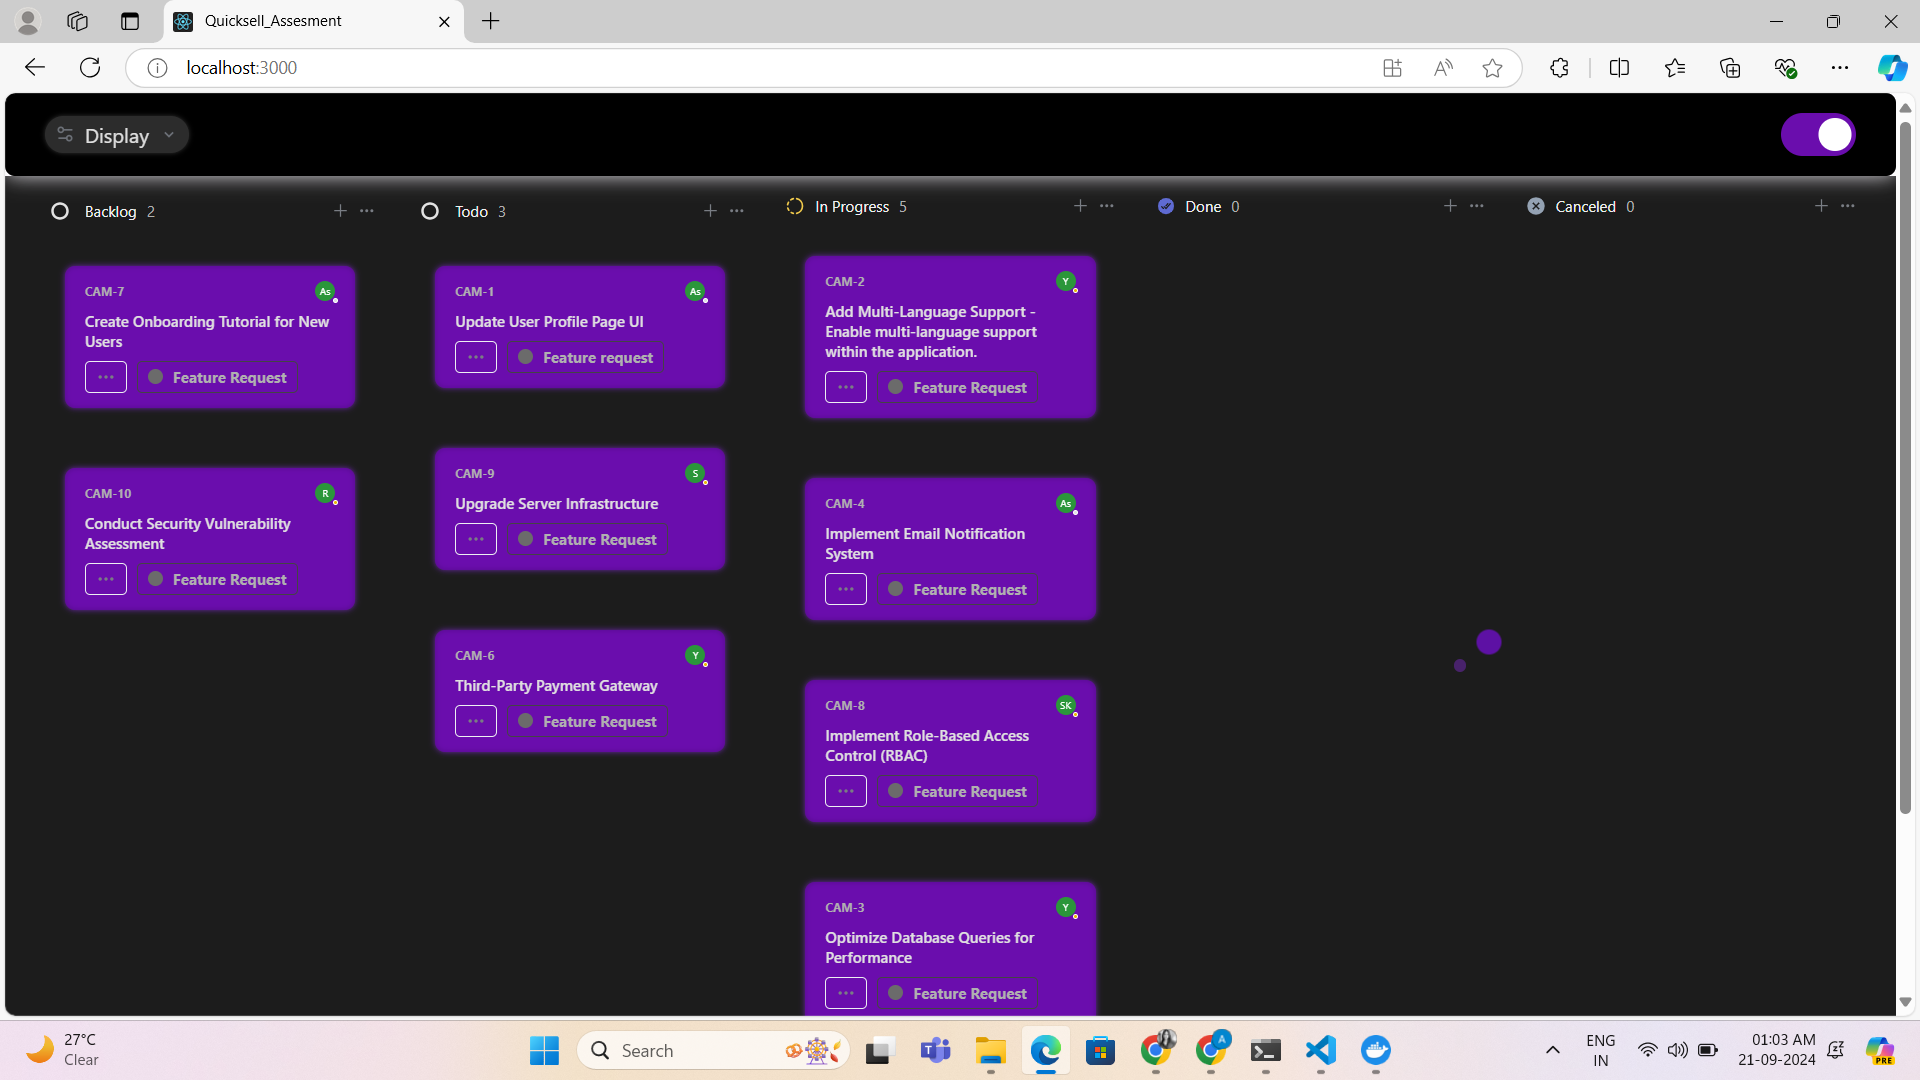 Quicksell_Assesment
localhost:3000
Display
Backlog 2
Todo 3
In Progress 5
Done 0
Canceled 0
CAM-7
As
Create Onboarding Tutorial for New
Users
Feature Request
CAM-10
R
Conduct Security Vulnerability
Assessment
Feature Request
CAM-1
As
Update User Profile Page UI
Feature request
CAM-9
S
Upgrade Server Infrastructure
Feature Request
CAM-6
Y
Third-Party Payment Gateway
Feature Request
CAM-2
Y
Add Multi-Language Support -
Enable multi-language support
within the application.
Feature Request
CAM-4
As
Implement Email Notification
System
Feature Request
CAM-8
SK
Implement Role-Based Access
Control (RBAC)
Feature Request
CAM-3
Y
Optimize Database Queries for
Performance
Feature Request
27°C
Clear
Search
A
ENG
IN
01:03 AM
21-09-2024
PRE